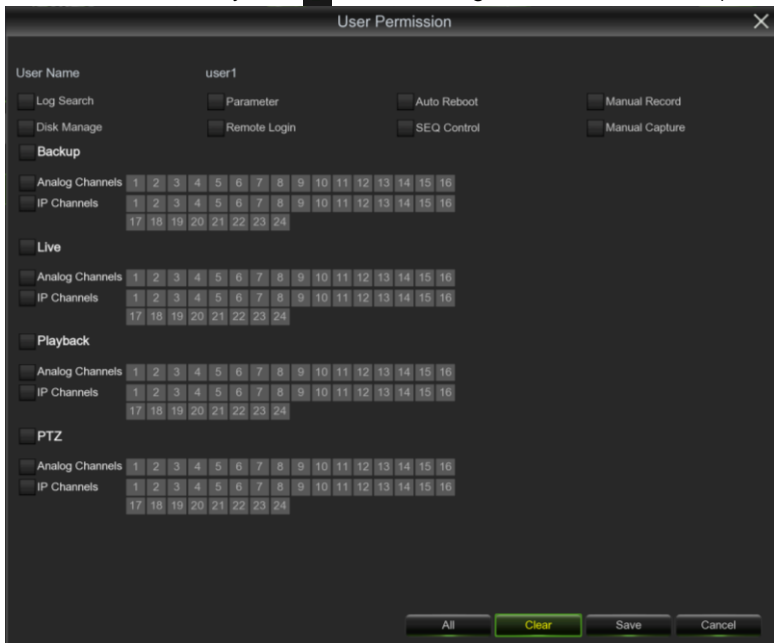 User Permission
User Name user1
Log Search Parameter Auto Reboot Manual Record
Disk Manage Remote Login SEQ Control Manual Capture
Backup
Analog Channels 1 2 3 4 5 6 7 8 9 10 11 12 13 14 15 16
IP Channels 1 2 3 4 5 6 7 8 9 10 11 12 13 14 15 16
17 18 19 20 21 22 23 24
Live
Analog Channels 1 2 3 4 5 6 7 8 9 10 11 12 13 14 15 16
IP Channels 1 2 3 4 5 6 7 8 9 10 11 12 13 14 15 16
17 18 19 20 21 22 23 24
Playback
Analog Channels 1 2 3 4 5 6 7 8 9 10 11 12 13 14 15 16
IP Channels 1 2 3 4 5 6 7 8 9 10 11 12 13 14 15 16
17 18 19 20 21 22 23 24
PTZ
Analog Channels 1 2 3 4 5 6 7 8 9 10 11 12 13 14 15 16
IP Channels 1 2 3 4 5 6 7 8 9 10 11 12 13 14 15 16
17 18 19 20 21 22 23 24
All Clear Save Cancel